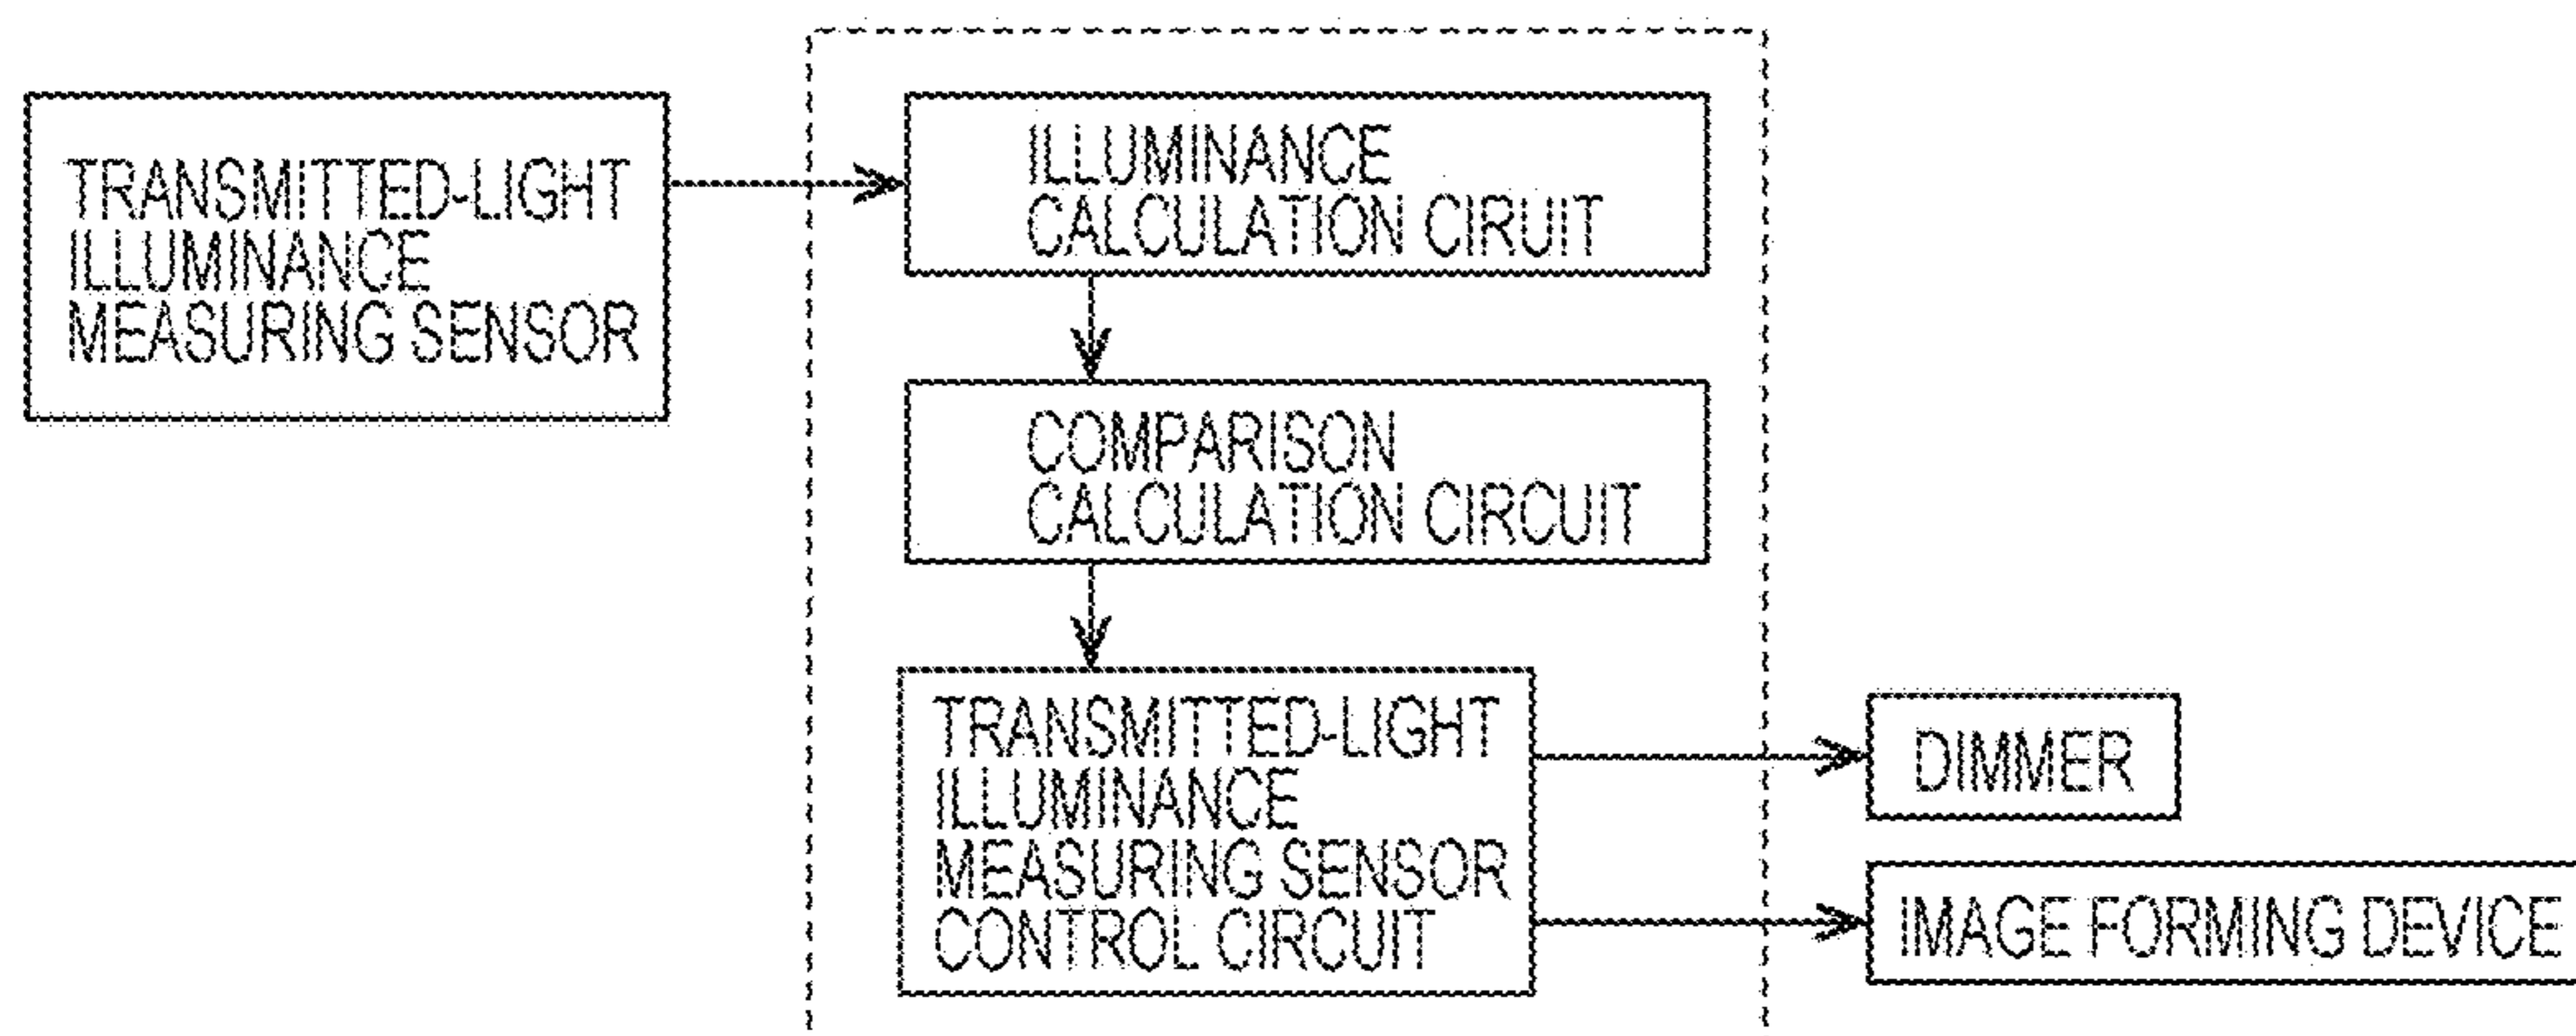 TRANSMITTED-LIGHT
ILLUMINANCE
MEASURING SENSOR
ILLUMINANCE
CALCULATION CIRUIT
COMPARISON
CALCULATION CIRCUIT
TRANSMITTED-LIGHT
ILLUMINANCE
MEASURING SENSOR
CONTROL CIRCUIT
DIMMER
IMAGE FORMING DEVICE